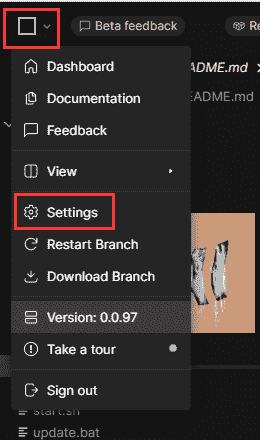 Beta feedback
Re
Dashboard
README.md
Documentation
EADME.md
Feedback
View
Settings
Restart Branch
Download Branch
Version: 0.0.97
Take a tour
Sign out
start.sh
update.bat